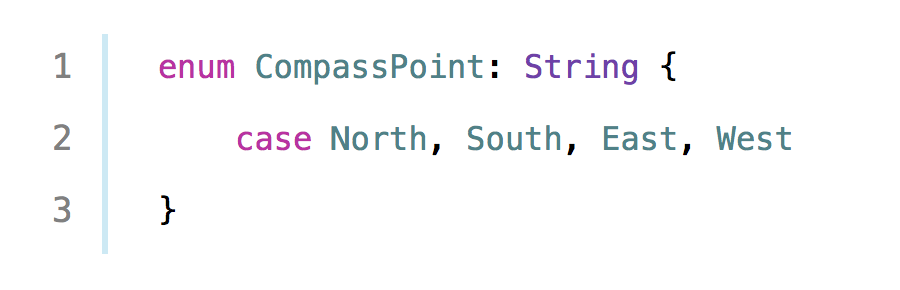 1 enum CompassPoint: String {
2 case North, South, East, West
3 }